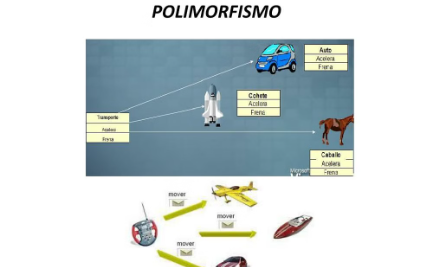 POLIMORFISMO
Auto
Acelera
Frena
Cohete
Acelera
Frena
Transporte
Acelera
Frena
Caballo
Acelera
Frena
mover
mover
mover